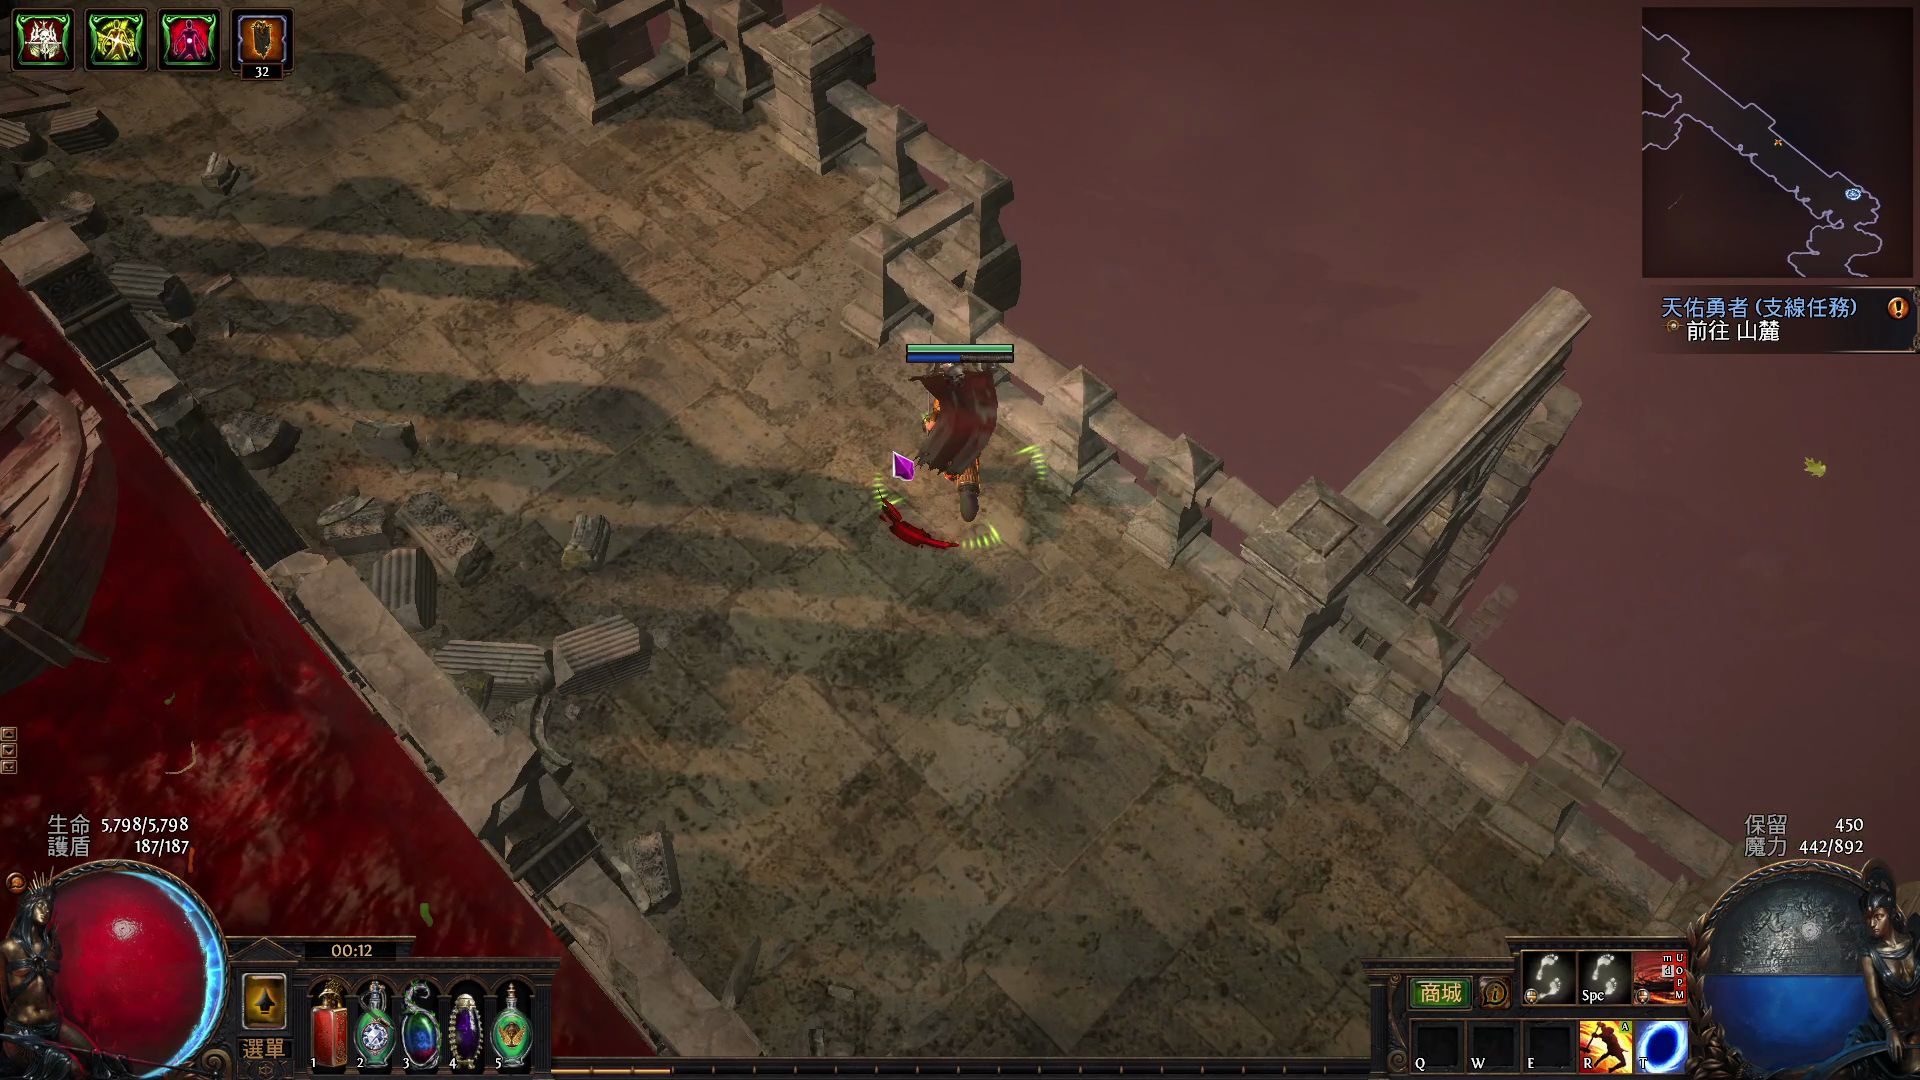 32
天佑勇者 (支線任務)
前往 山麓
生命 5,798/5,798
護盾 187/187
保留 450
魔力 442/892
00:12
選單
1
2
3
4
5
商城
Spc
m U
d O
P
M
Q
W
E
R
A
T